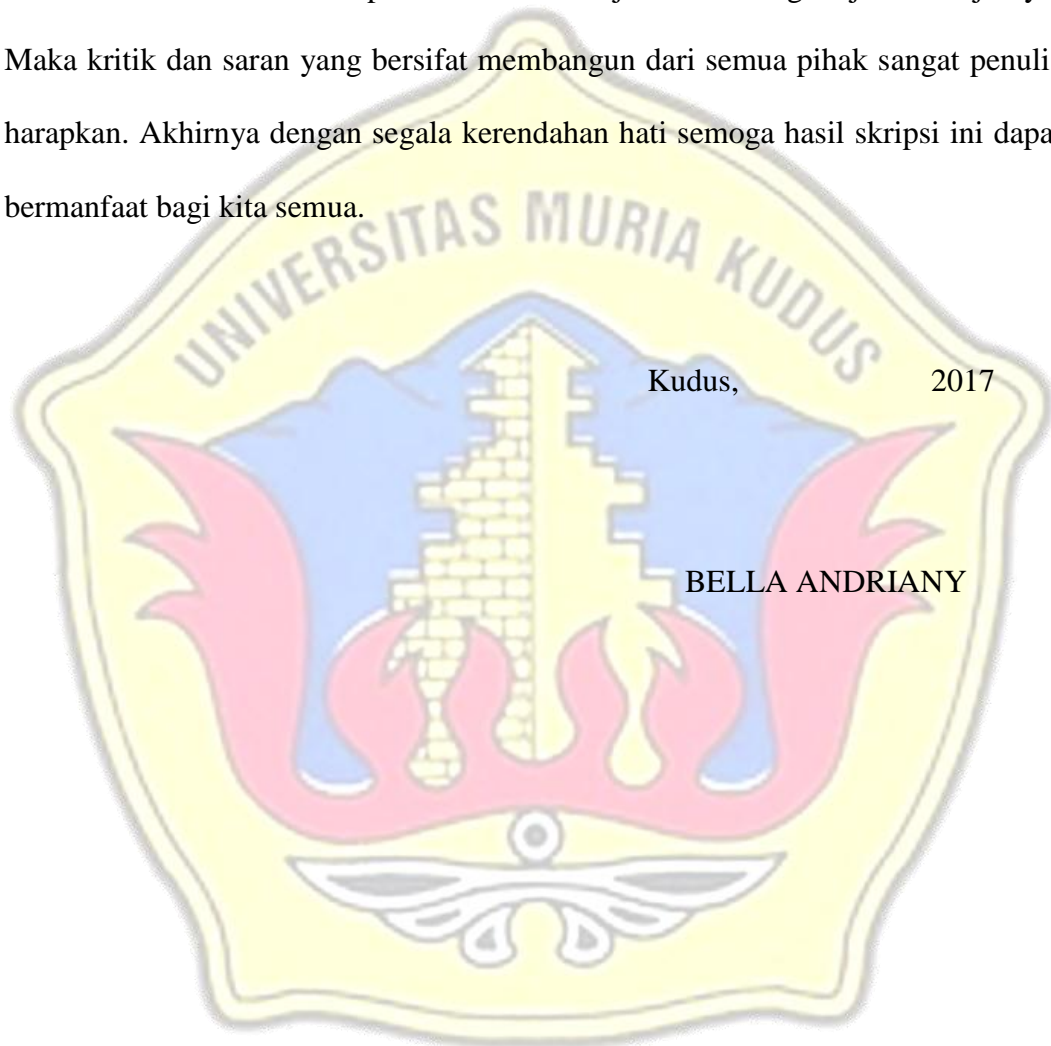 Maka kritik dan saran yang bersifat membangun dari semua pihak sangat penuli
harapkan. Akhirnya dengan segala kerendahan hati semoga hasil skripsi ini dapa
bermanfaat bagi kita semua.
UNIVERSITAS MURIA KUDUS
Kudus, 2017
BELLA ANDRIANY